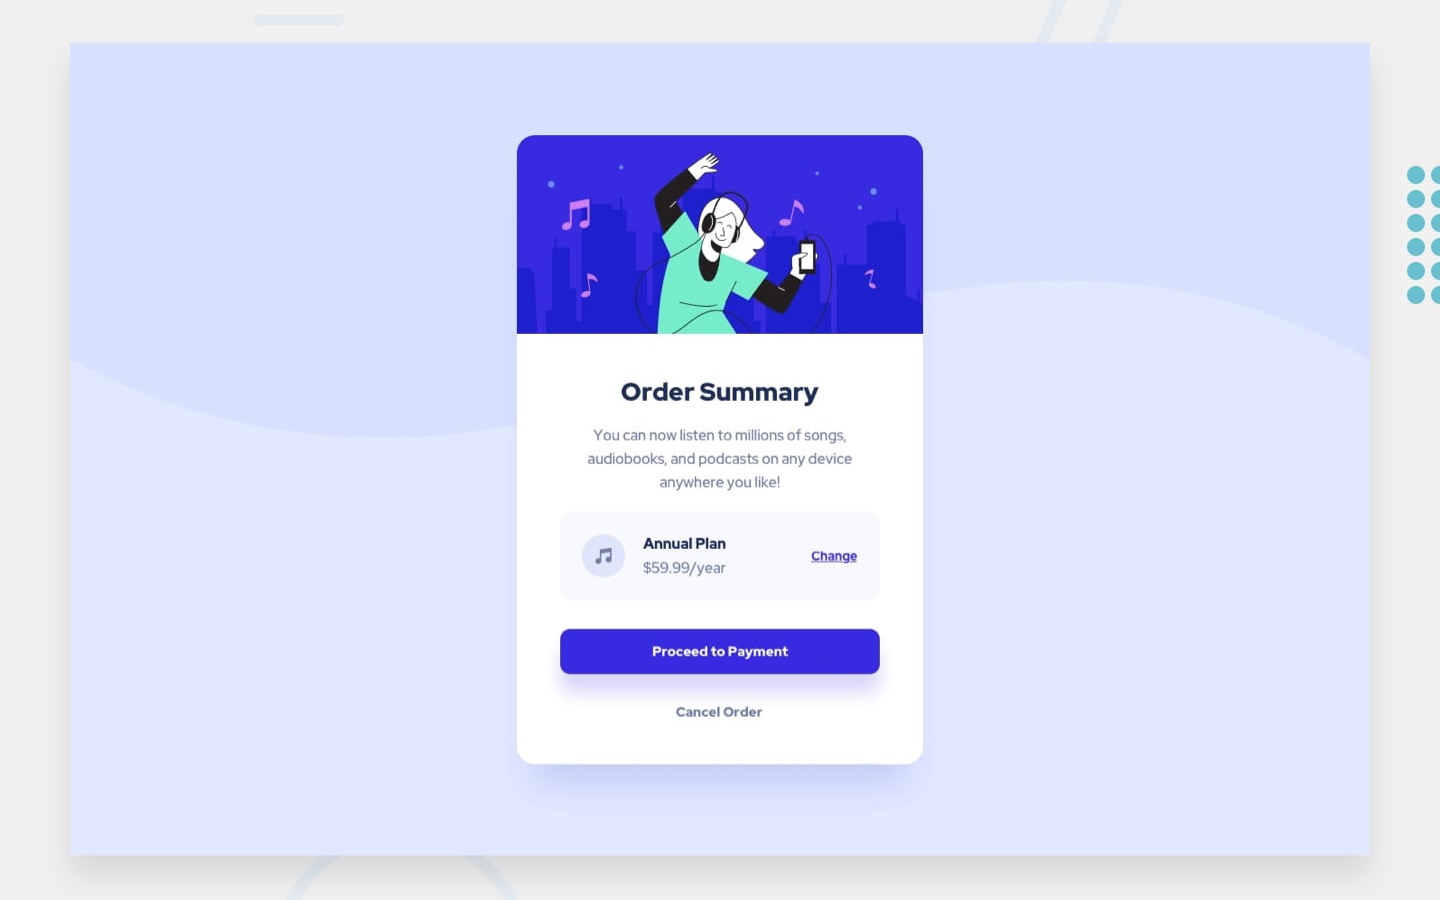 Order Summary
You can now listen to millions of songs,
audiobooks, and podcasts on any device
anywhere you like!
Annual Plan
$59.99/year
Change
Proceed to Payment
Cancel Order